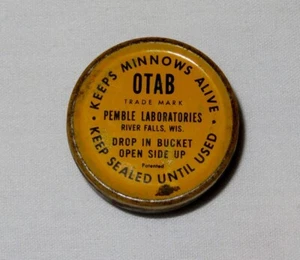 • KEEPS MINNOWS ALIVE •
OTAB
TRADE MARK
PEMBLE LABORATORIES
RIVER FALLS, WIS.
DROP IN BUCKET
OPEN SIDE UP
Patented
KEEP SEALED UNTIL USED